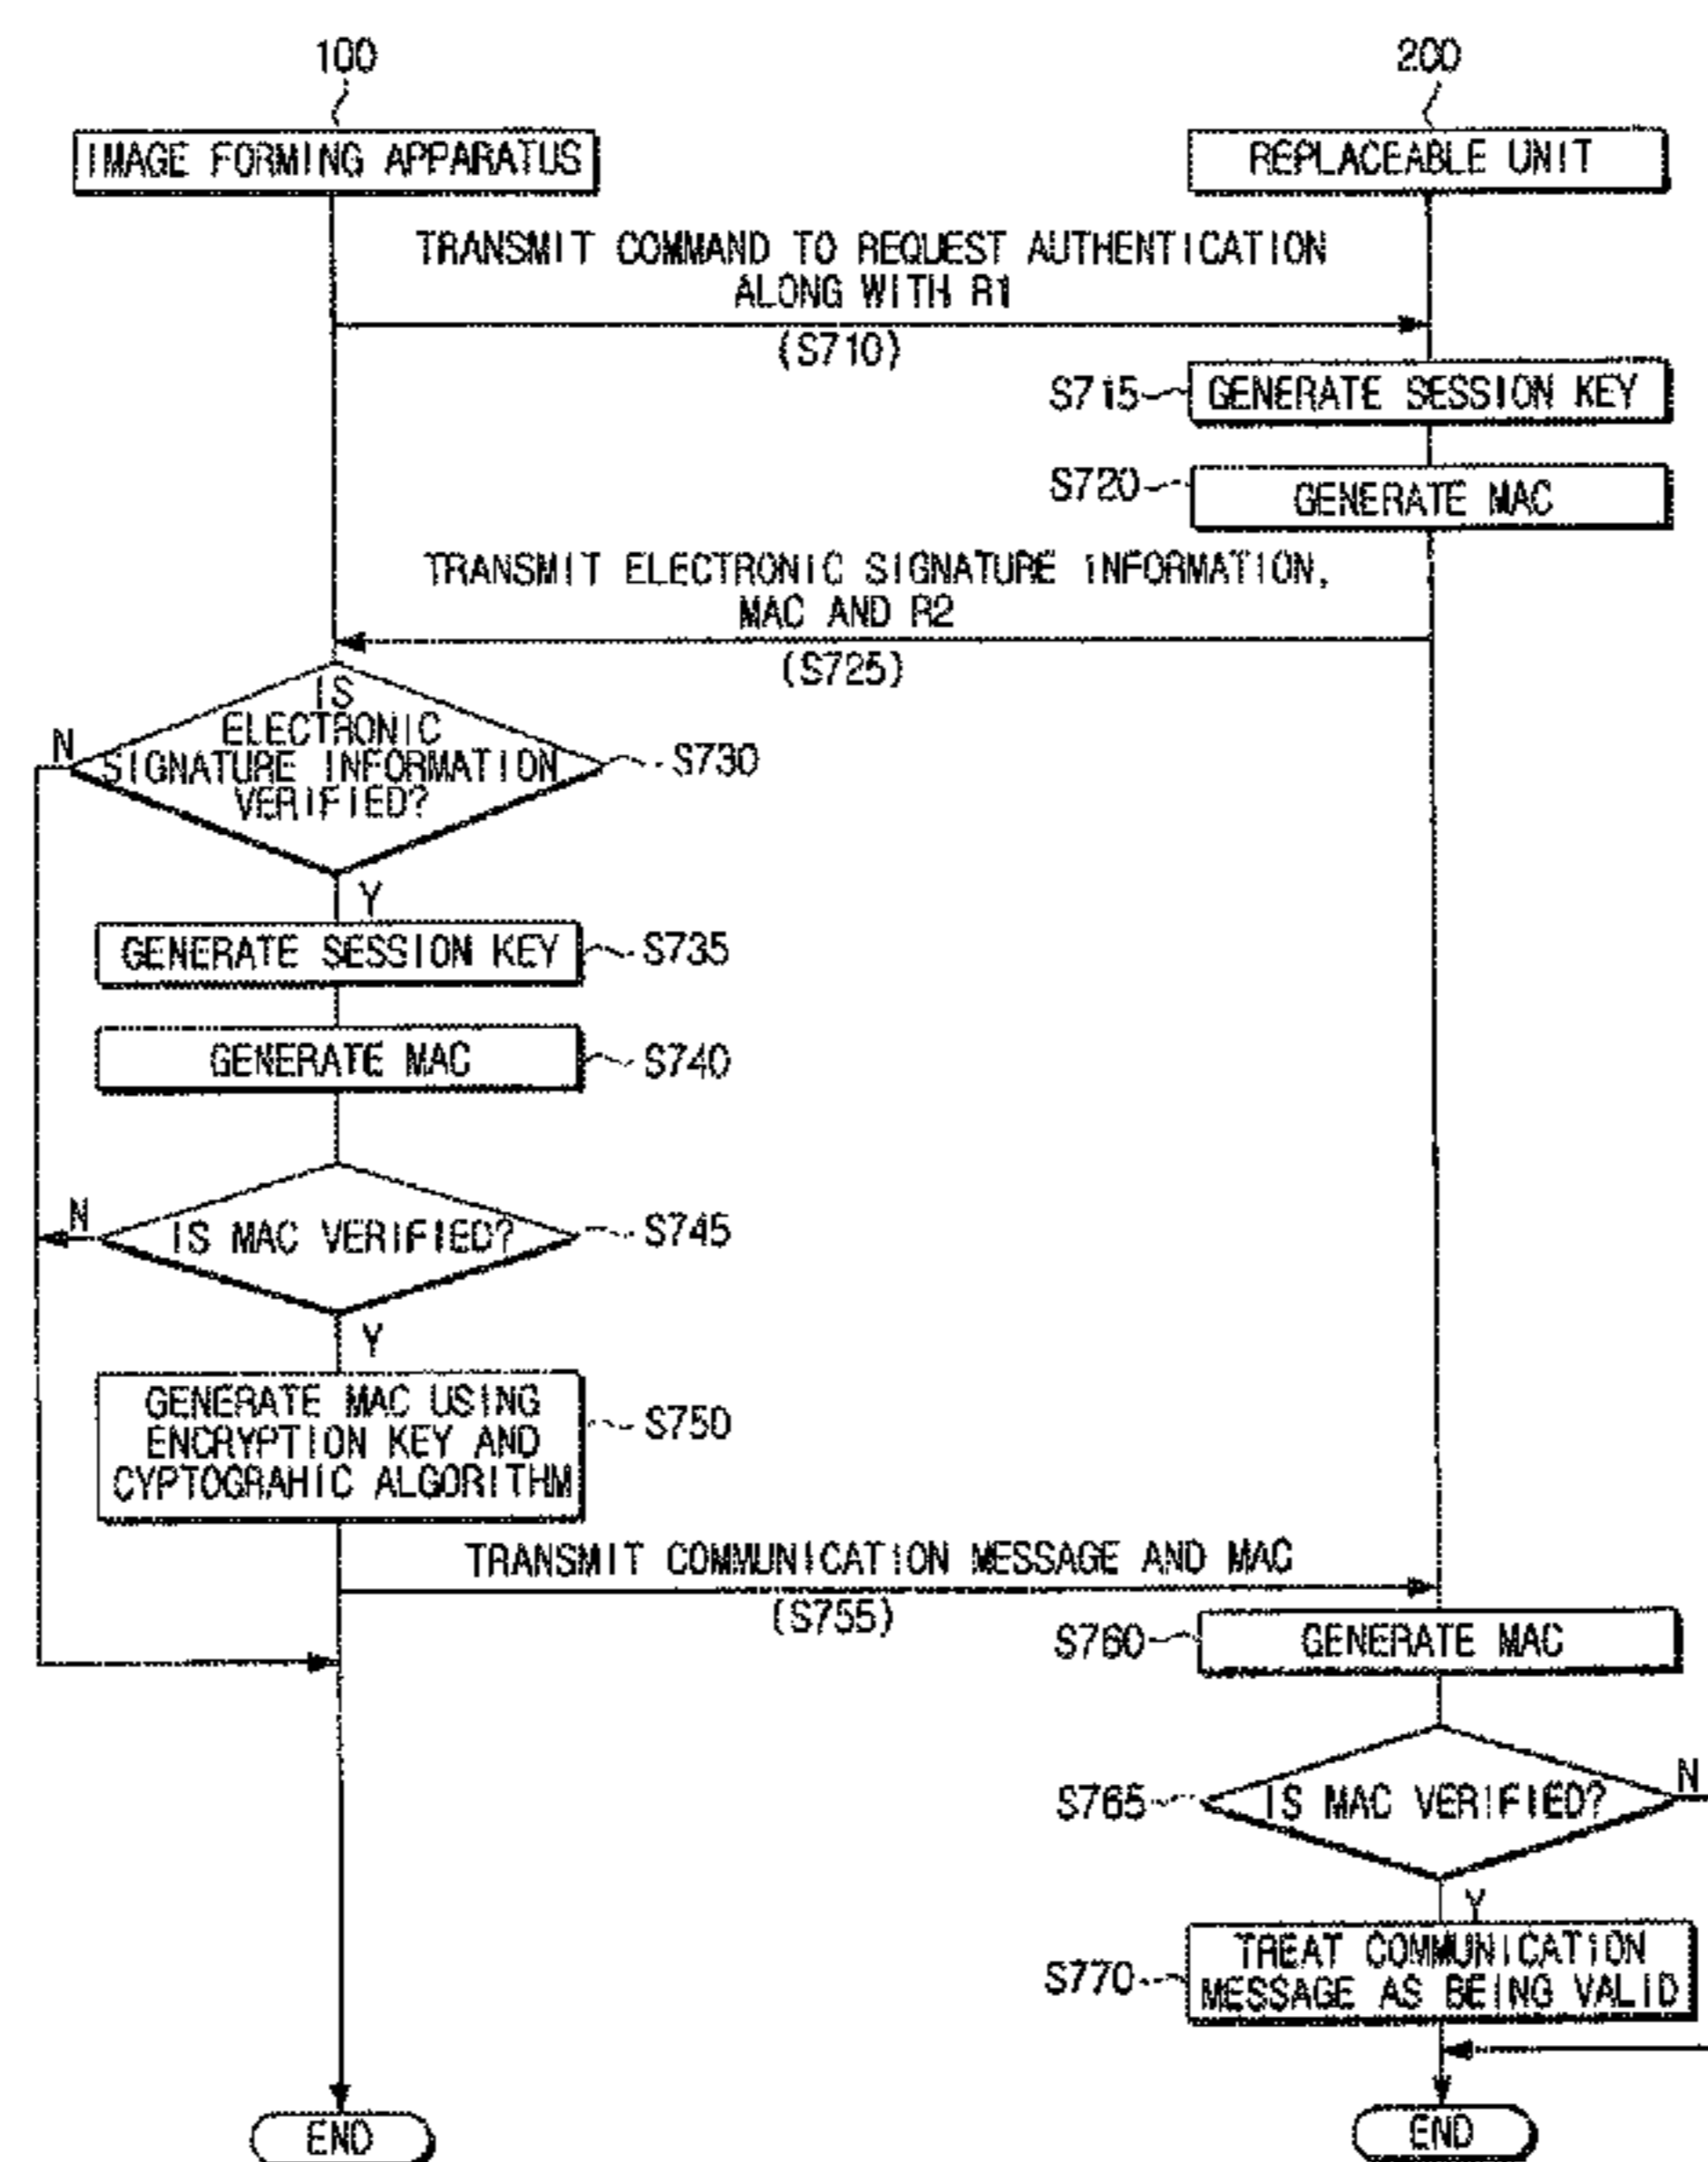 100
200
IMAGE FORMING APPARATUS
REPLACEABLE UNIT
TRANSMIT COMMAND TO REQUEST AUTHENTICATION
ALONG WITH R1
(S710)
S715
GENERATE SESSION KEY
S720
GENERATE MAC
TRANSMIT ELECTRONIC SIGNATURE INFORMATION,
MAC AND R2
(S725)
IS
ELECTRONIC
SIGNATURE INFORMATION
VERIFIED?
N
S730
Y
GENERATE SESSION KEY
S735
GENERATE MAC
S740
N
IS MAC VERIFIED?
S745
Y
GENERATE MAC USING
ENCRYPTION KEY AND
CYPTOGRAHIC ALGORITHM
S750
TRANSMIT COMMUNICATION MESSAGE AND MAC
(S755)
S760
GENERATE MAC
S765
IS MAC VERIFIED?
N
Y
S770
TREAT COMMUNICATION
MESSAGE AS BEING VALID
END
END